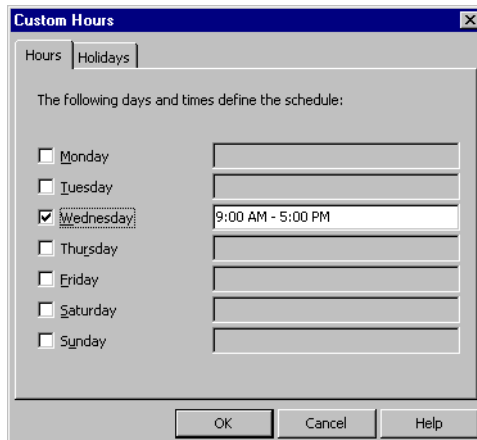 Custom Hours
Hours Holidays
The following days and times define the schedule:
Monday
Tuesday
Wednesday 9:00 AM - 5:00 PM
Thursday
Friday
Saturday
Sunday
OK Cancel Help